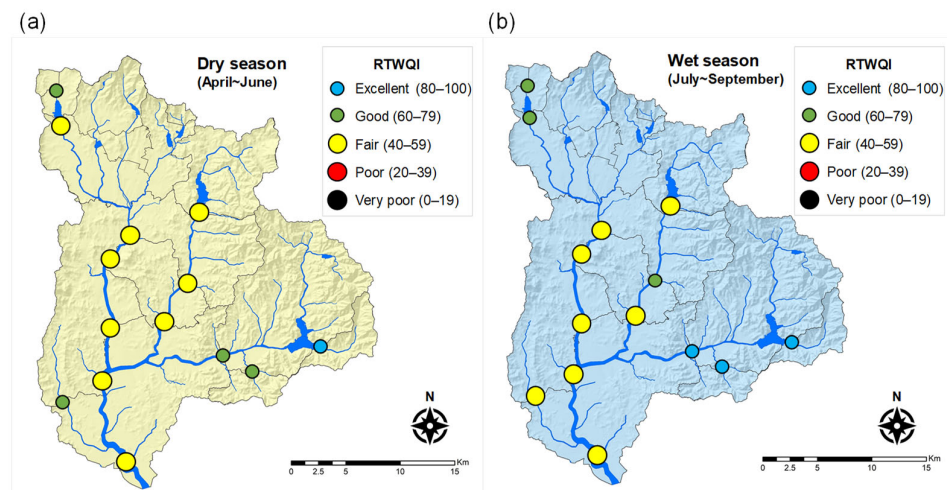 (a)
Dry season
(April~June)
RTWQI
Excellent (80–100)
Good (60–79)
Fair (40–59)
Poor (20–39)
Very poor (0–19)
N
Km
0 2.5 5 10 15
(b)
Wet season
(July~September)
RTWQI
Excellent (80–100)
Good (60–79)
Fair (40–59)
Poor (20–39)
Very poor (0–19)
N
Km
0 2.5 5 10 15